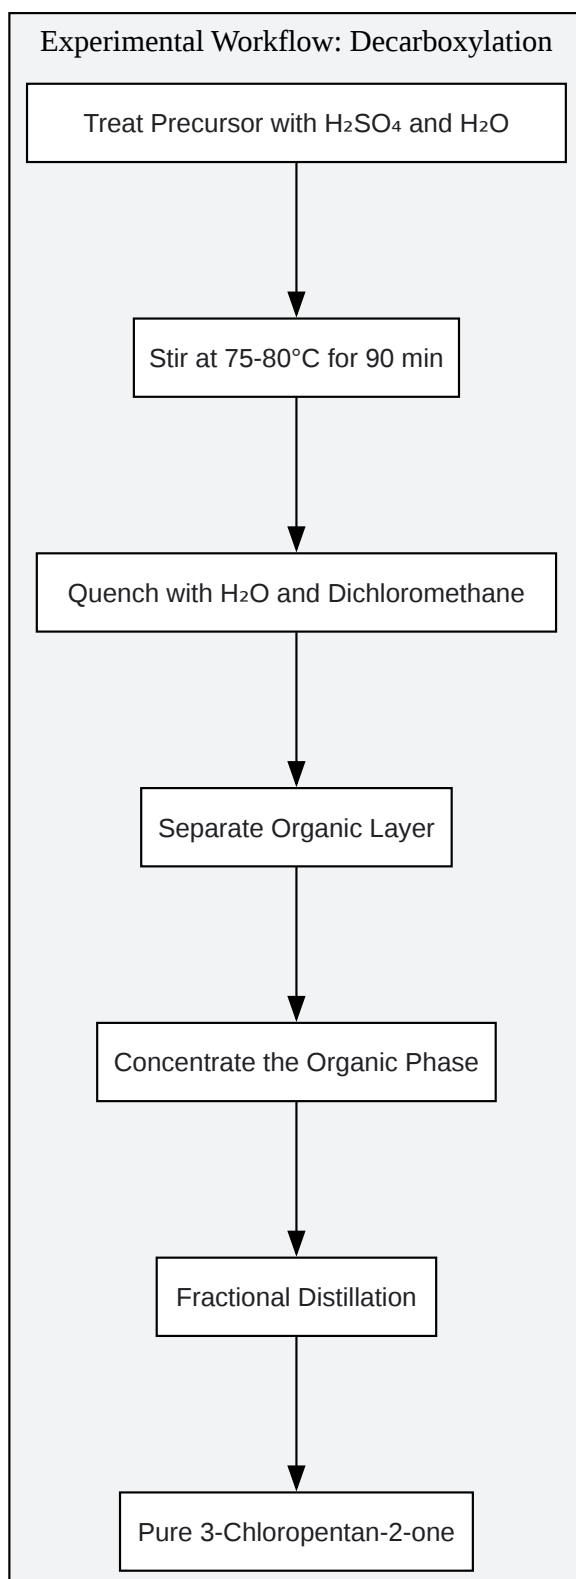 Experimental Workflow: Decarboxylation
Treat Precursor with H₂SO₄ and H₂O
Stir at 75-80°C for 90 min
Quench with H₂O and Dichloromethane
Separate Organic Layer
Concentrate the Organic Phase
Fractional Distillation
Pure 3-Chloropentan-2-one